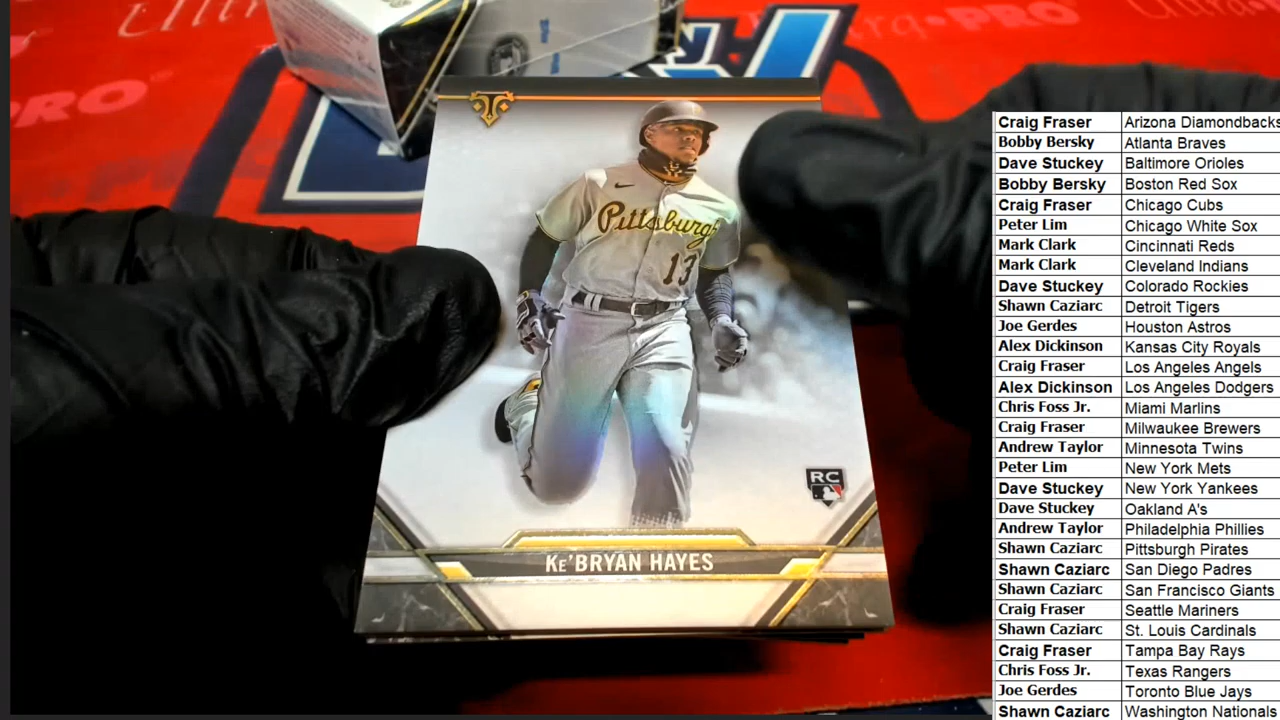 Ultra
PRO
Ultra•PRO
Ultra PRO
Pittsburgh
13
RC
Ke'BRYAN HAYES
Craig Fraser Arizona Diamondbacks
Bobby Bersky Atlanta Braves
Dave Stuckey Baltimore Orioles
Bobby Bersky Boston Red Sox
Craig Fraser Chicago Cubs
Peter Lim Chicago White Sox
Mark Clark Cincinnati Reds
Mark Clark Cleveland Indians
Dave Stuckey Colorado Rockies
Shawn Caziarc Detroit Tigers
Joe Gerdes Houston Astros
Alex Dickinson Kansas City Royals
Craig Fraser Los Angeles Angels
Alex Dickinson Los Angeles Dodgers
Chris Foss Jr. Miami Marlins
Craig Fraser Milwaukee Brewers
Andrew Taylor Minnesota Twins
Peter Lim New York Mets
Dave Stuckey New York Yankees
Dave Stuckey Oakland A's
Andrew Taylor Philadelphia Phillies
Shawn Caziarc Pittsburgh Pirates
Shawn Caziarc San Diego Padres
Shawn Caziarc San Francisco Giants
Craig Fraser Seattle Mariners
Shawn Caziarc St. Louis Cardinals
Craig Fraser Tampa Bay Rays
Chris Foss Jr. Texas Rangers
Joe Gerdes Toronto Blue Jays
Shawn Caziarc Washington Nationals